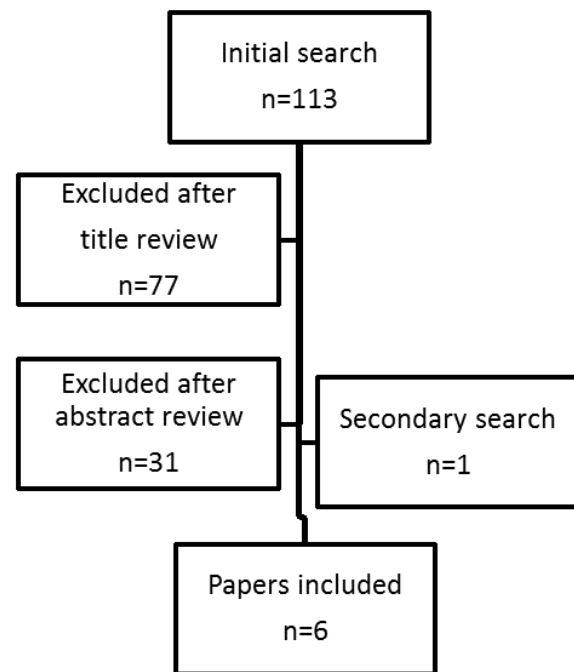 Initial search
n=113
Excluded after
title review
n=77
Excluded after
abstract review
n=31
Secondary search
n=1
Papers included
n=6